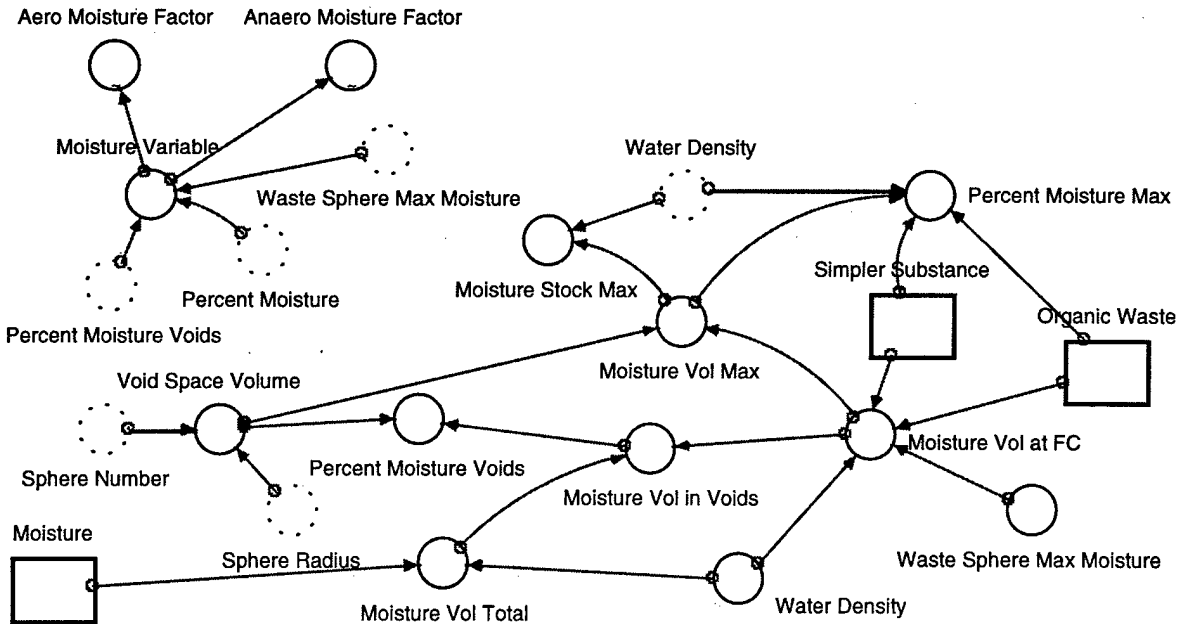 Aero Moisture Factor
Anaero Moisture Factor
Moisture Variable
Waste Sphere Max Moisture
Water Density
Percent Moisture Max
Percent Moisture
Moisture Stock Max
Simpler Substance
Percent Moisture Voids
Organic Waste
Moisture Vol Max
Void Space Volume
Sphere Number
Percent Moisture Voids
Moisture Vol in Voids
Moisture Vol at FC
Moisture
Sphere Radius
Waste Sphere Max Moisture
Moisture Vol Total
Water Density